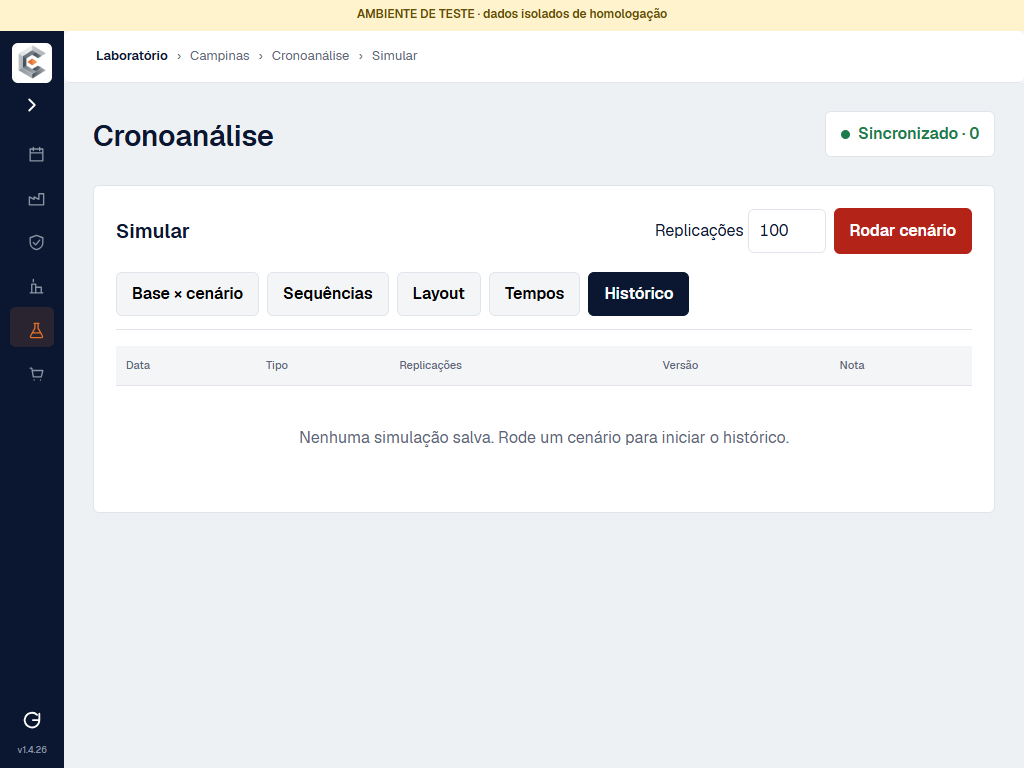 AMBIENTE DE TESTE · dados isolados de homologação
Laboratório › Campinas › Cronoanálise › Simular
Cronoanálise
Sincronizado · 0
Simular
Replicações 100 Rodar cenário
Base × cenário Sequências Layout Tempos Histórico
Data Tipo Replicações Versão Nota
Nenhuma simulação salva. Rode um cenário para iniciar o histórico.
v1.4.26